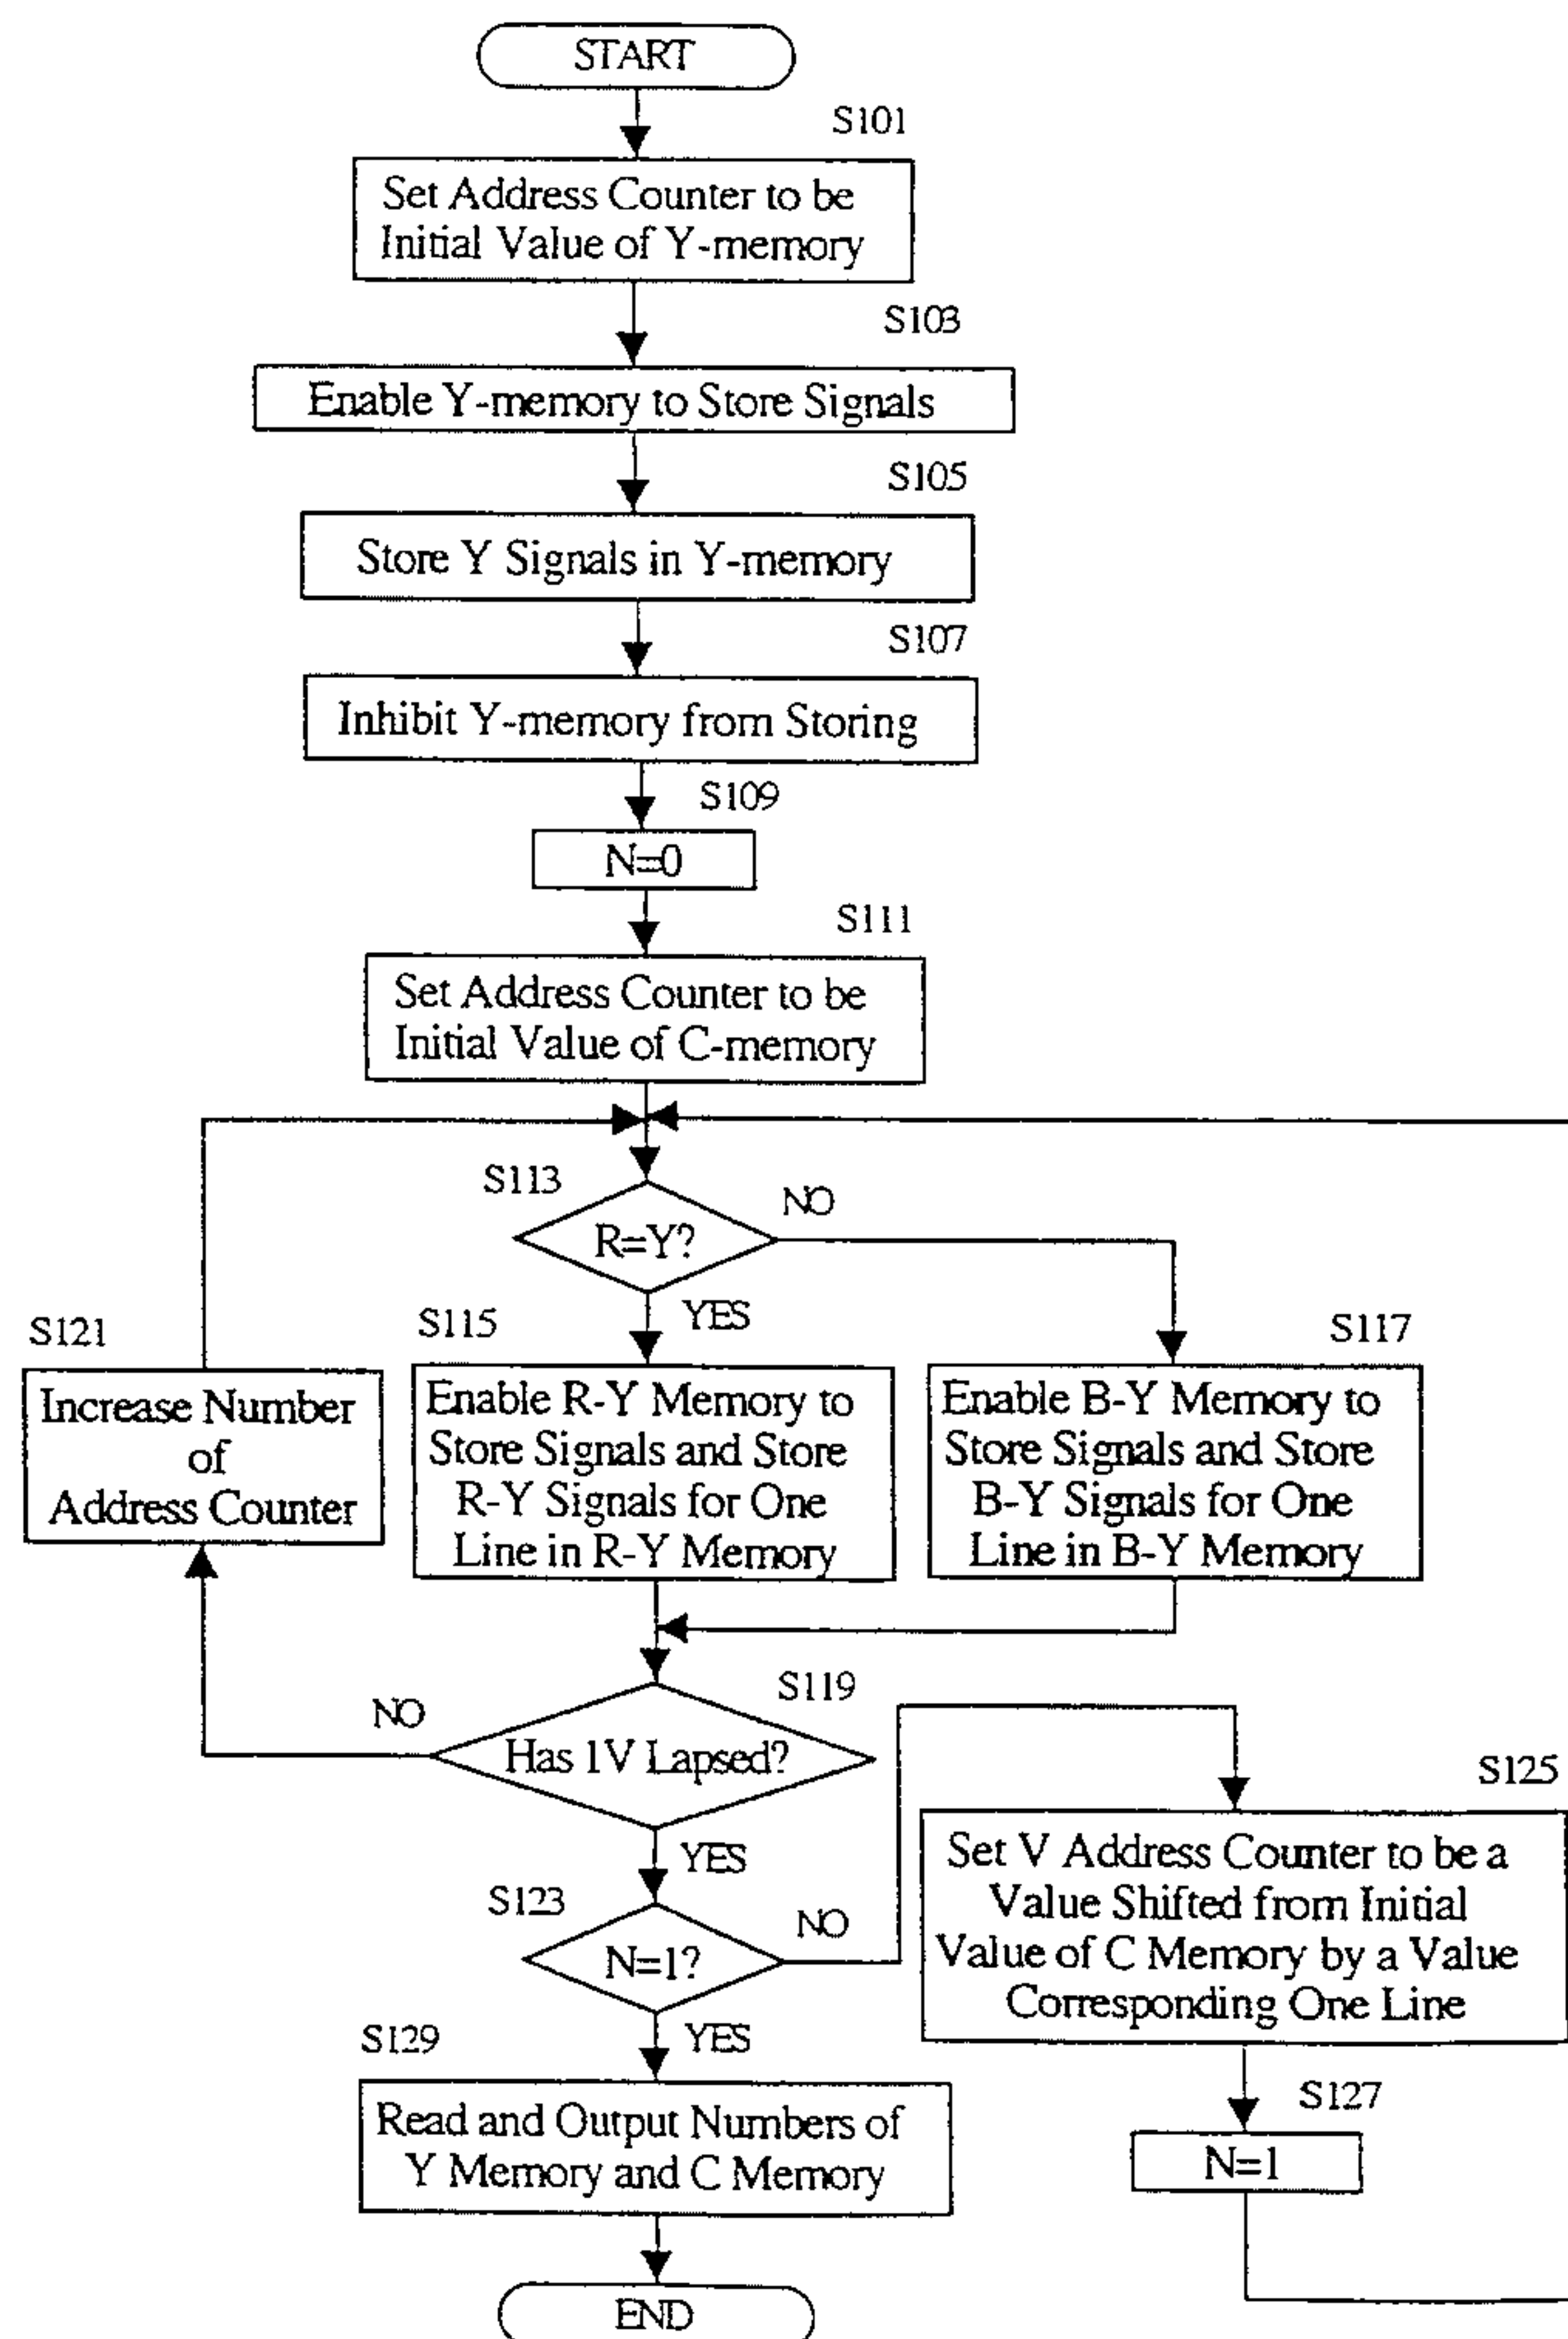 START
S101
Set Address Counter to be
Initial Value of Y-memory
S103
Enable Y-memory to Store Signals
S105
Store Y Signals in Y-memory
S107
Inhibit Y-memory from Storing
S109
N=0
S111
Set Address Counter to be
Initial Value of C-memory
S113
NO
R=Y?
YES
S121
Increase Number
of
Address Counter
S115
Enable R-Y Memory to
Store Signals and Store
R-Y Signals for One
Line in R-Y Memory
S117
Enable B-Y Memory to
Store Signals and Store
B-Y Signals for One
Line in B-Y Memory
S119
NO
Has 1V Lapsed?
YES
S123
NO
N=1?
YES
S125
Set V Address Counter to be a
Value Shifted from Initial
Value of C Memory by a Value
Corresponding One Line
S127
N=1
S129
Read and Output Numbers of
Y Memory and C Memory
END